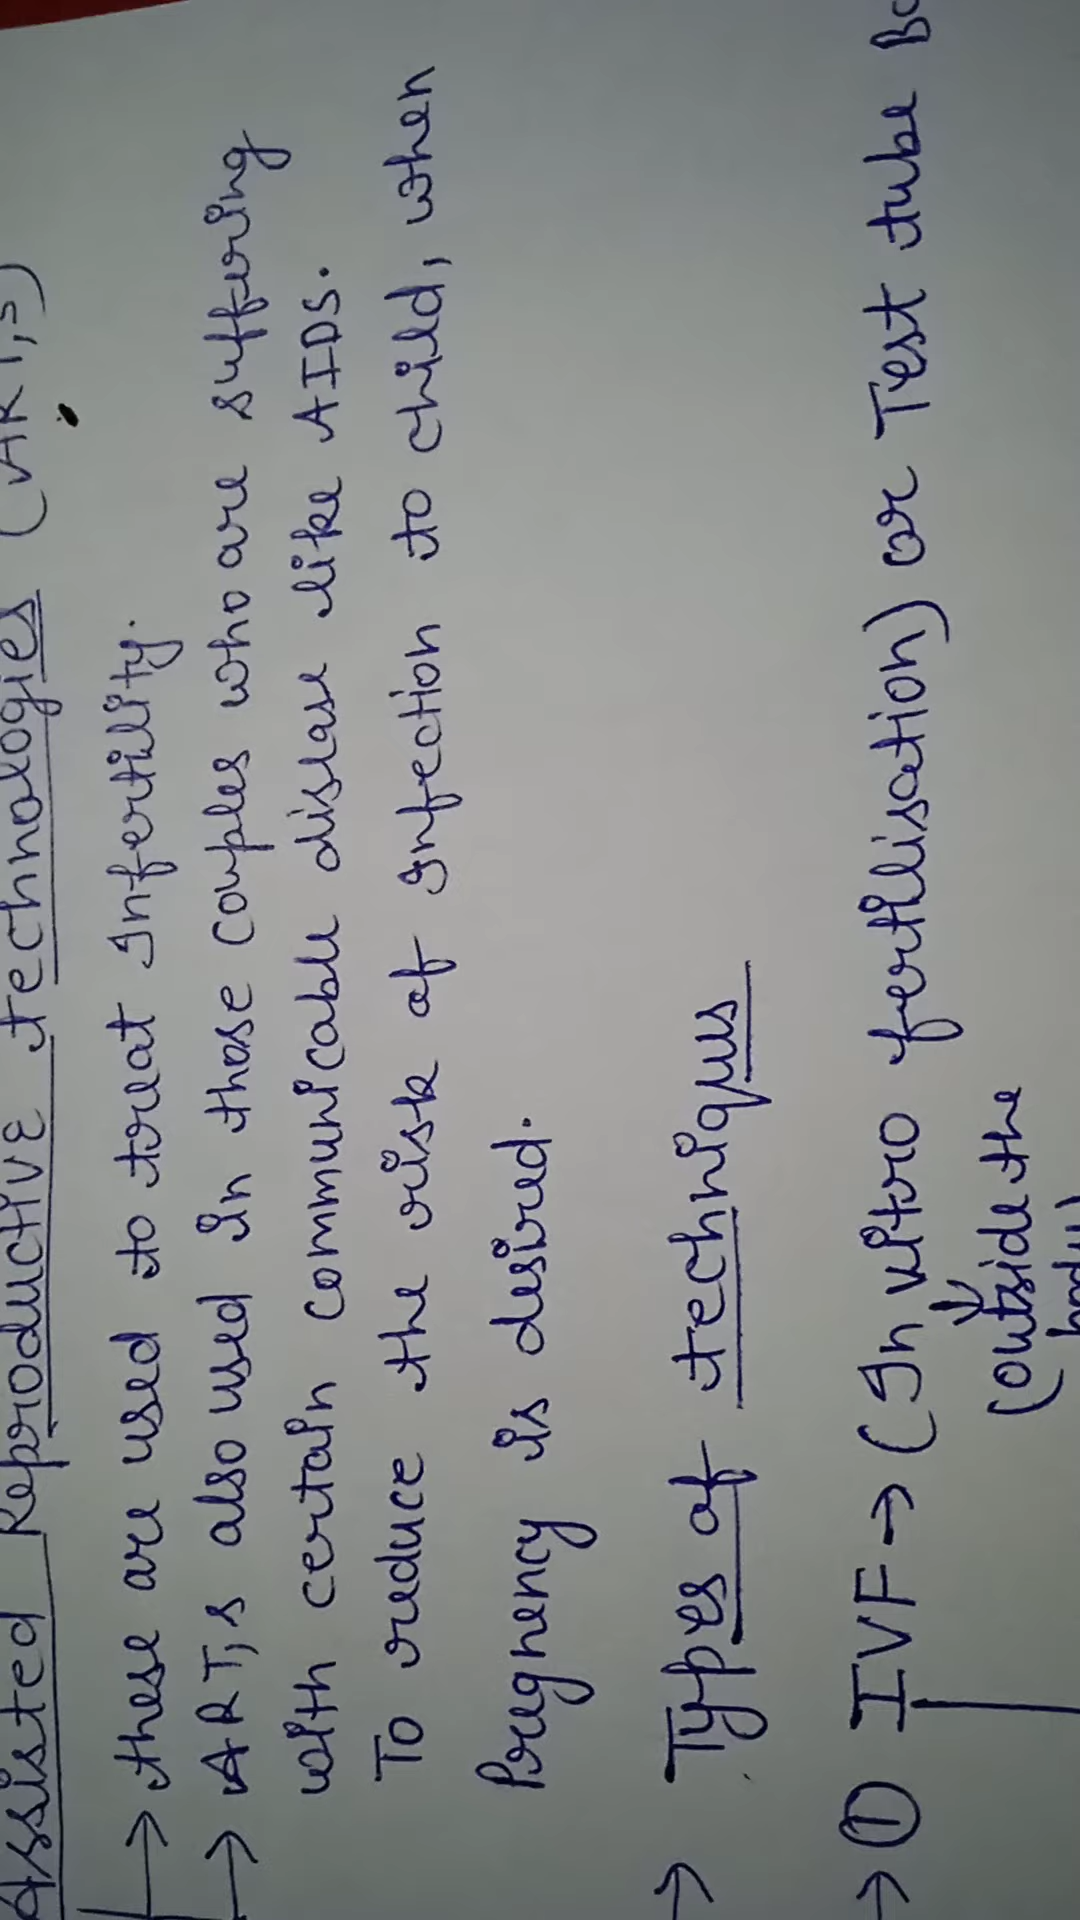 Assisted Reproductive technologies (ART,s)
→ these are used to treat Infertility.
→ ART,s also used in those couples who are suffering
with certain communicable disease like AIDS.
To reduce the risk of Infection to child, when
Pregnancy is desired.
→ Types of techniques
→ ① IVF → (In vitro fertilisation) or Test tube
(outside the
body)